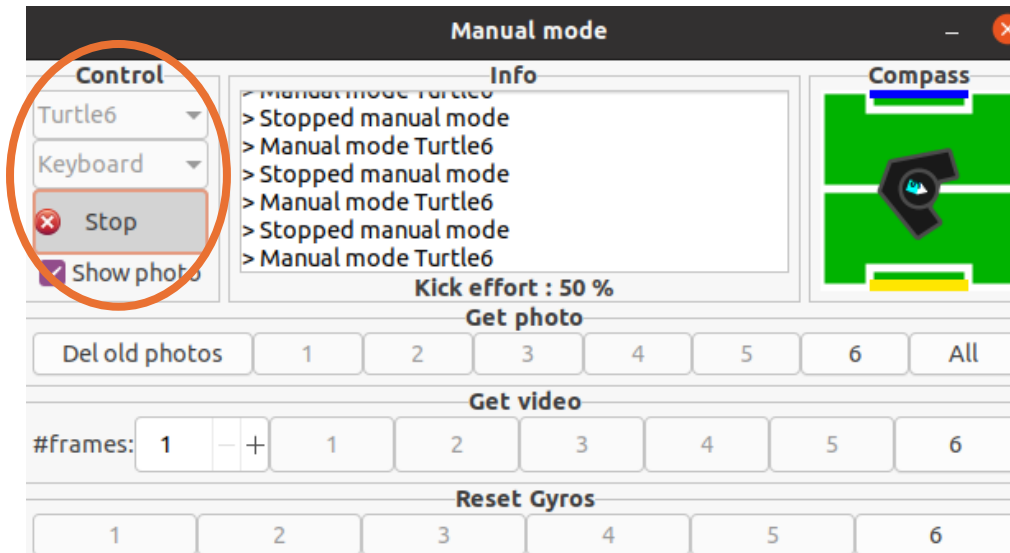 Manual mode
Control
Turtle6
Keyboard
Stop
Show photo
Info
> Manual mode Turtle6
> Stopped manual mode
> Manual mode Turtle6
> Stopped manual mode
> Manual mode Turtle6
> Stopped manual mode
> Manual mode Turtle6
Kick effort : 50 %
Compass
Get photo
Del old photos 1 2 3 4 5 6 All
Get video
#frames: 1 - + 1 2 3 4 5 6
Reset Gyros
1 2 3 4 5 6